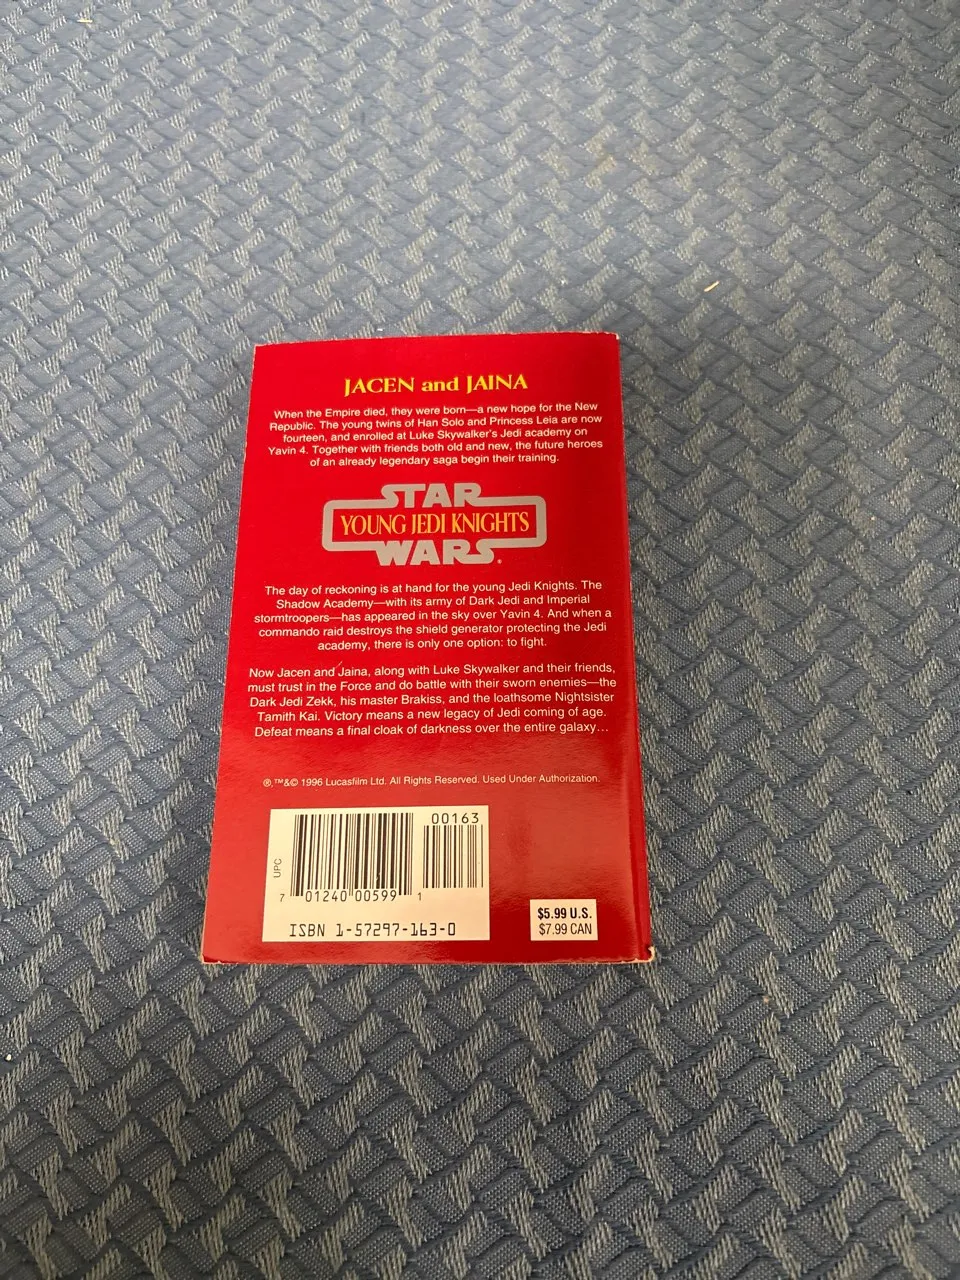 JACEN and JAINA
When the Empire died, they were born—a new hope for the New
Republic. The young twins of Han Solo and Princess Leia are now
fourteen, and enrolled at Luke Skywalker's Jedi academy on
Yavin 4. Together with friends both old and new, the future heroes
of an already legendary saga begin their training.
STAR
YOUNG JEDI KNIGHTS
WARS®
The day of reckoning is at hand for the young Jedi Knights. The
Shadow Academy—with its army of Dark Jedi and Imperial
stormtroopers—has appeared in the sky over Yavin 4. And when a
commando raid destroys the shield generator protecting the Jedi
academy, there is only one option: to fight.
Now Jacen and Jaina, along with Luke Skywalker and their friends,
must trust in the Force and do battle with their sworn enemies—the
Dark Jedi Zekk, his master Brakiss, and the loathsome Nightsister
Tamith Kai. Victory means a new legacy of Jedi coming of age.
Defeat means a final cloak of darkness over the entire galaxy...
®,™&© 1996 Lucasfilm Ltd. All Rights Reserved. Used Under Authorization.
00163
UPC
7 01240 00599 1
ISBN 1-57297-163-0
$5.99 U.S.
$7.99 CAN